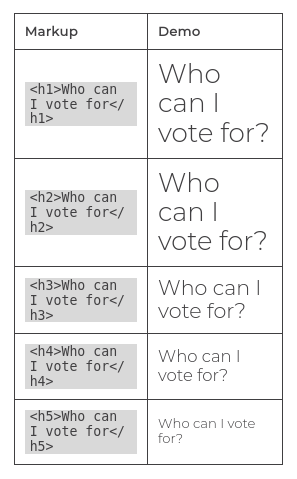 Markup
Demo
<h1>Who can
I vote for</
h1>
Who
can I
vote for?
<h2>Who can
I vote for</
h2>
Who
can I
vote for?
<h3>Who can
I vote for</
h3>
Who can I
vote for?
<h4>Who can
I vote for</
h4>
Who can I
vote for?
<h5>Who can
I vote for</
h5>
Who can I vote
for?